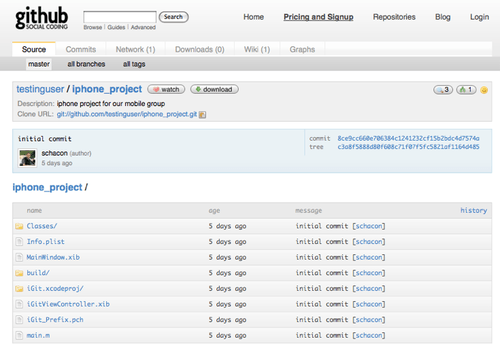 github
SOCIAL CODING
Search
Browse | Guides | Advanced
Home Pricing and Signup Repositories Blog Login
Source Commits Network (1) Downloads (0) Wiki (1) Graphs
master all branches all tags
testinguser / iphone_project watch download 3 1
Description: iphone project for our mobile group
Clone URL: git://github.com/testinguser/iphone_project.git
initial commit
schacon (author)
5 days ago
commit 8ce9cc660e706384c1241232cf15b2bdc4d7574a
tree c3a8f5888d80f608c71f07f5fc5821af1164d485
iphone_project /
name age message history
Classes/ 5 days ago initial commit [schacon]
Info.plist 5 days ago initial commit [schacon]
MainWindow.xib 5 days ago initial commit [schacon]
build/ 5 days ago initial commit [schacon]
iGit.xcodeproj/ 5 days ago initial commit [schacon]
iGitViewController.xib 5 days ago initial commit [schacon]
iGit_Prefix.pch 5 days ago initial commit [schacon]
main.m 5 days ago initial commit [schacon]